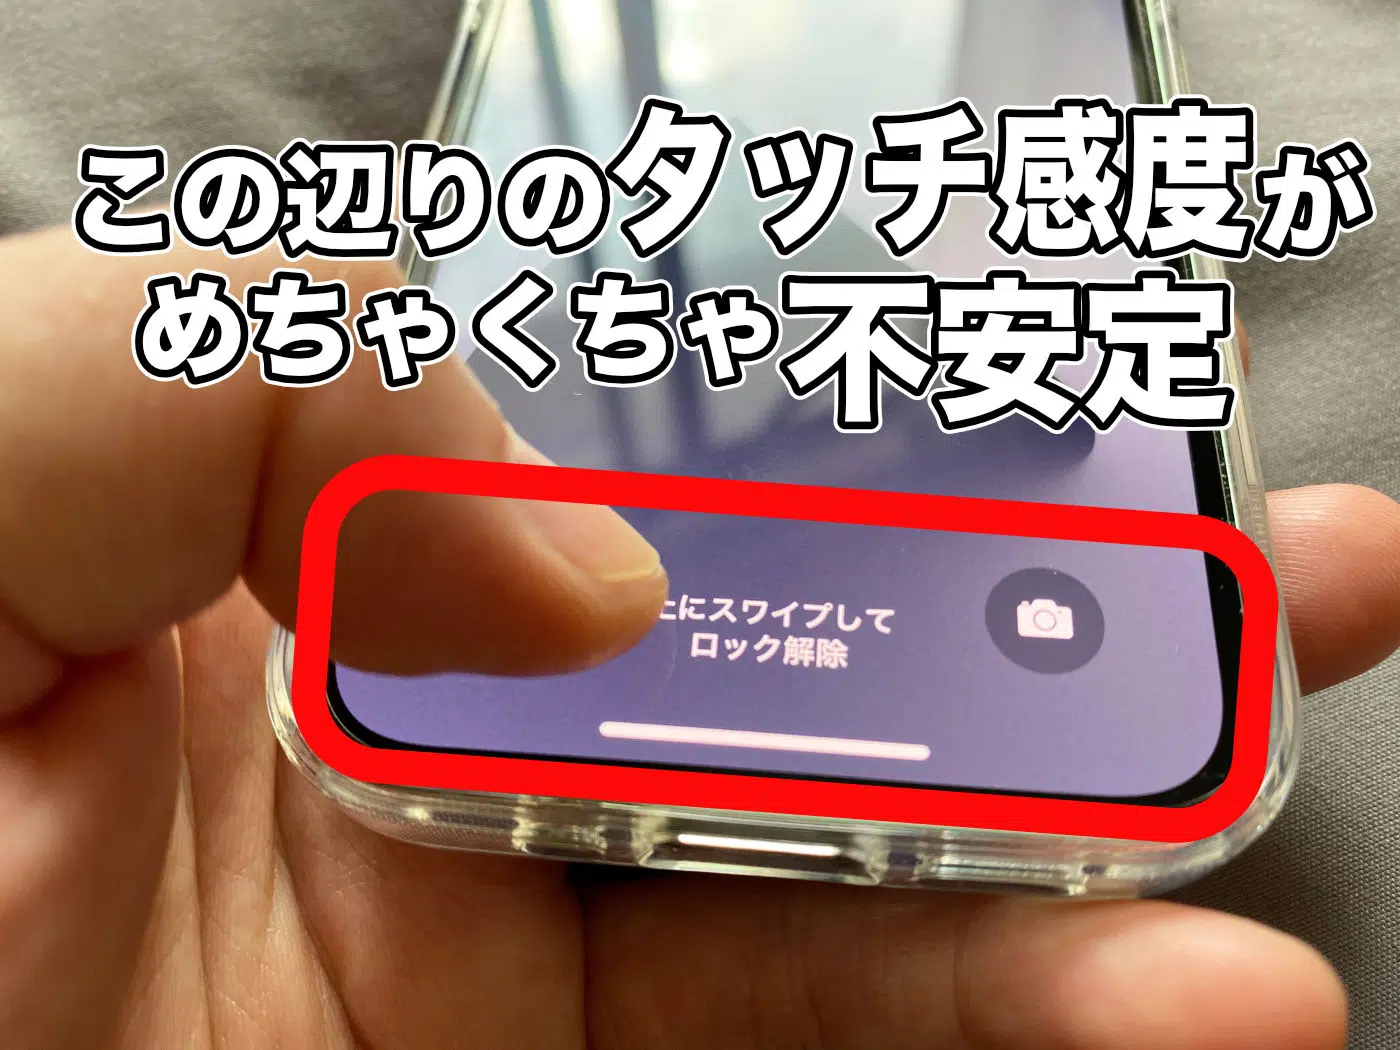 この辺りのタッチ感度が
めちゃくちゃ不安定
上にスワイプして
ロック解除